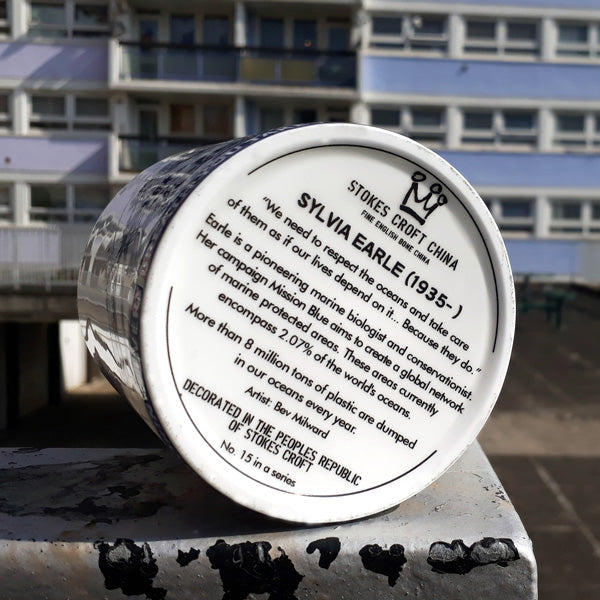 STOKES CROFT CHINA
FINE ENGLISH BONE CHINA
SYLVIA EARLE (1935- )
"We need to respect the oceans and take care
of them as if our lives depend on it... Because they do."
Earle is a pioneering marine biologist and conservationist.
Her campaign Mission Blue aims to create a global network
of marine protected areas. These areas currently
encompass 2.07% of the world's oceans.
More than 8 million tons of plastic are dumped
in our oceans every year.
Artist: Bev Milward
DECORATED IN THE PEOPLES REPUBLIC
OF STOKES CROFT
No. 15 in a series